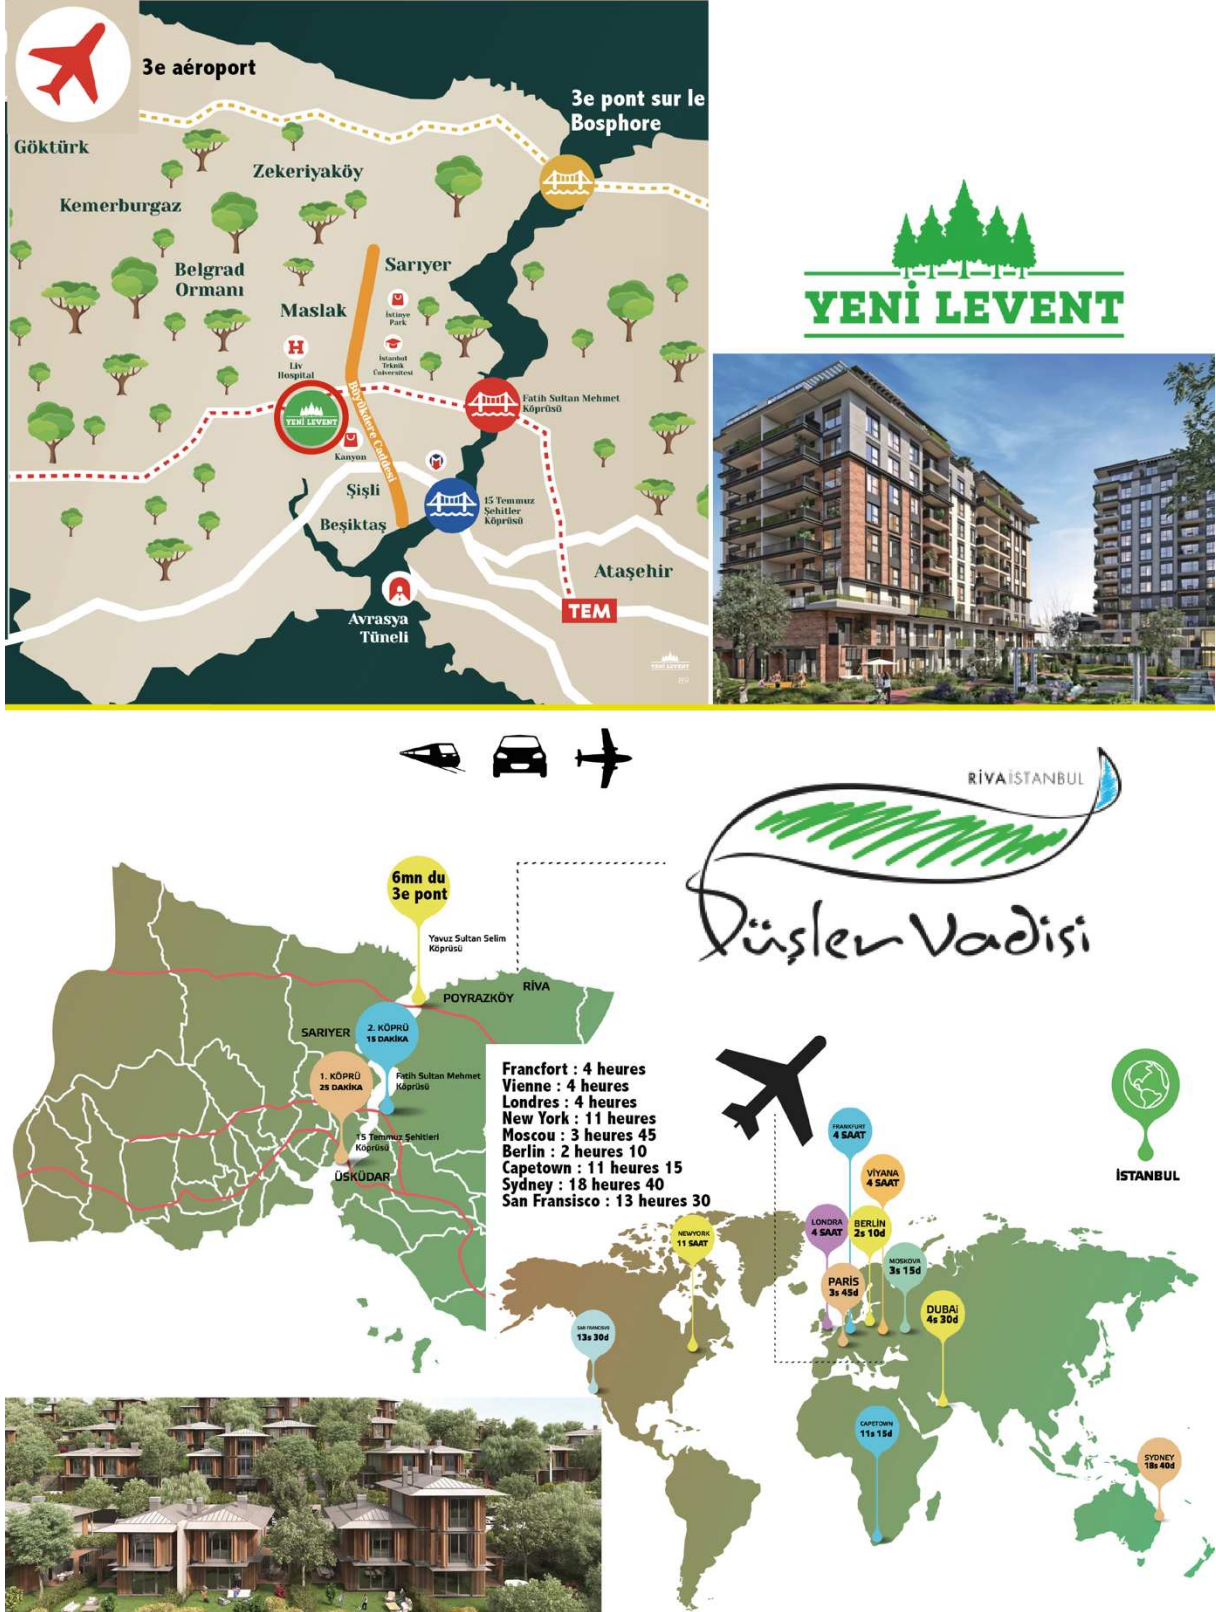 3e aéroport
3e pont sur le
Bosphore
Göktürk
Zekeriyaköy
Kemerburgaz
Belgrad
Ormanı
Sarıyer
Maslak
İstinye
Park
Liv
Hospital
İstanbul
Teknik
Üniversitesi
YENİ LEVENT
Büyükdere Caddesi
Fatih Sultan Mehmet
Köprüsü
Kanyon
Şişli
Beşiktaş
15 Temmuz
Şehitler
Köprüsü
Ataşehir
TEM
Avrasya
Tüneli
YENİ LEVENT
89
YENİ LEVENT
RİVAİSTANBUL
Düşler Vadisi
6mn du
3e pont
Yavuz Sultan Selim
Köprüsü
RİVA
POYRAZKÖY
SARIYER
2. KÖPRÜ
15 DAKİKA
1. KÖPRÜ
25 DAKİKA
Fatih Sultan Mehmet
Köprüsü
15 Temmuz Şehitleri
Köprüsü
ÜSKÜDAR
Francfort : 4 heures
Vienne : 4 heures
Londres : 4 heures
New York : 11 heures
Moscou : 3 heures 45
Berlin : 2 heures 10
Capetown : 11 heures 15
Sydney : 18 heures 40
San Fransisco : 13 heures 30
İSTANBUL
FRANKFURT
4 SAAT
VİYANA
4 SAAT
LONDRA
4 SAAT
BERLİN
2s 10d
NEWYORK
11 SAAT
MOSKOVA
3s 15d
PARİS
3s 45d
DUBAİ
4s 30d
SAN FRANCISCO
13s 30d
CAPETOWN
11s 15d
SYDNEY
18s 40d